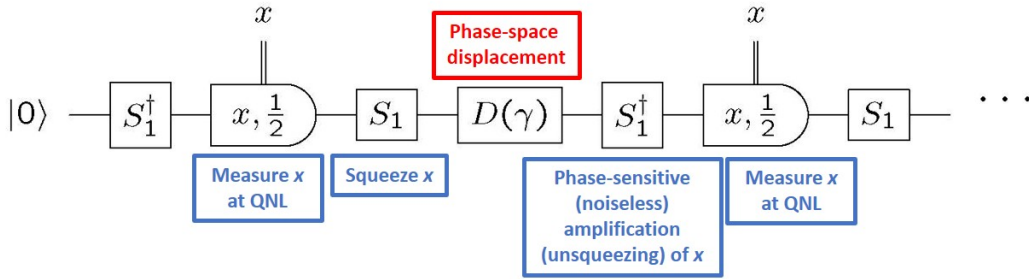 x
x
Phase-space
displacement
|0⟩
S₁†
x, 1/2
S₁
D(γ)
S₁†
x, 1/2
S₁
· · ·
Measure x
at QNL
Squeeze x
Phase-sensitive
(noiseless)
amplification
(unsqueezing) of x
Measure x
at QNL